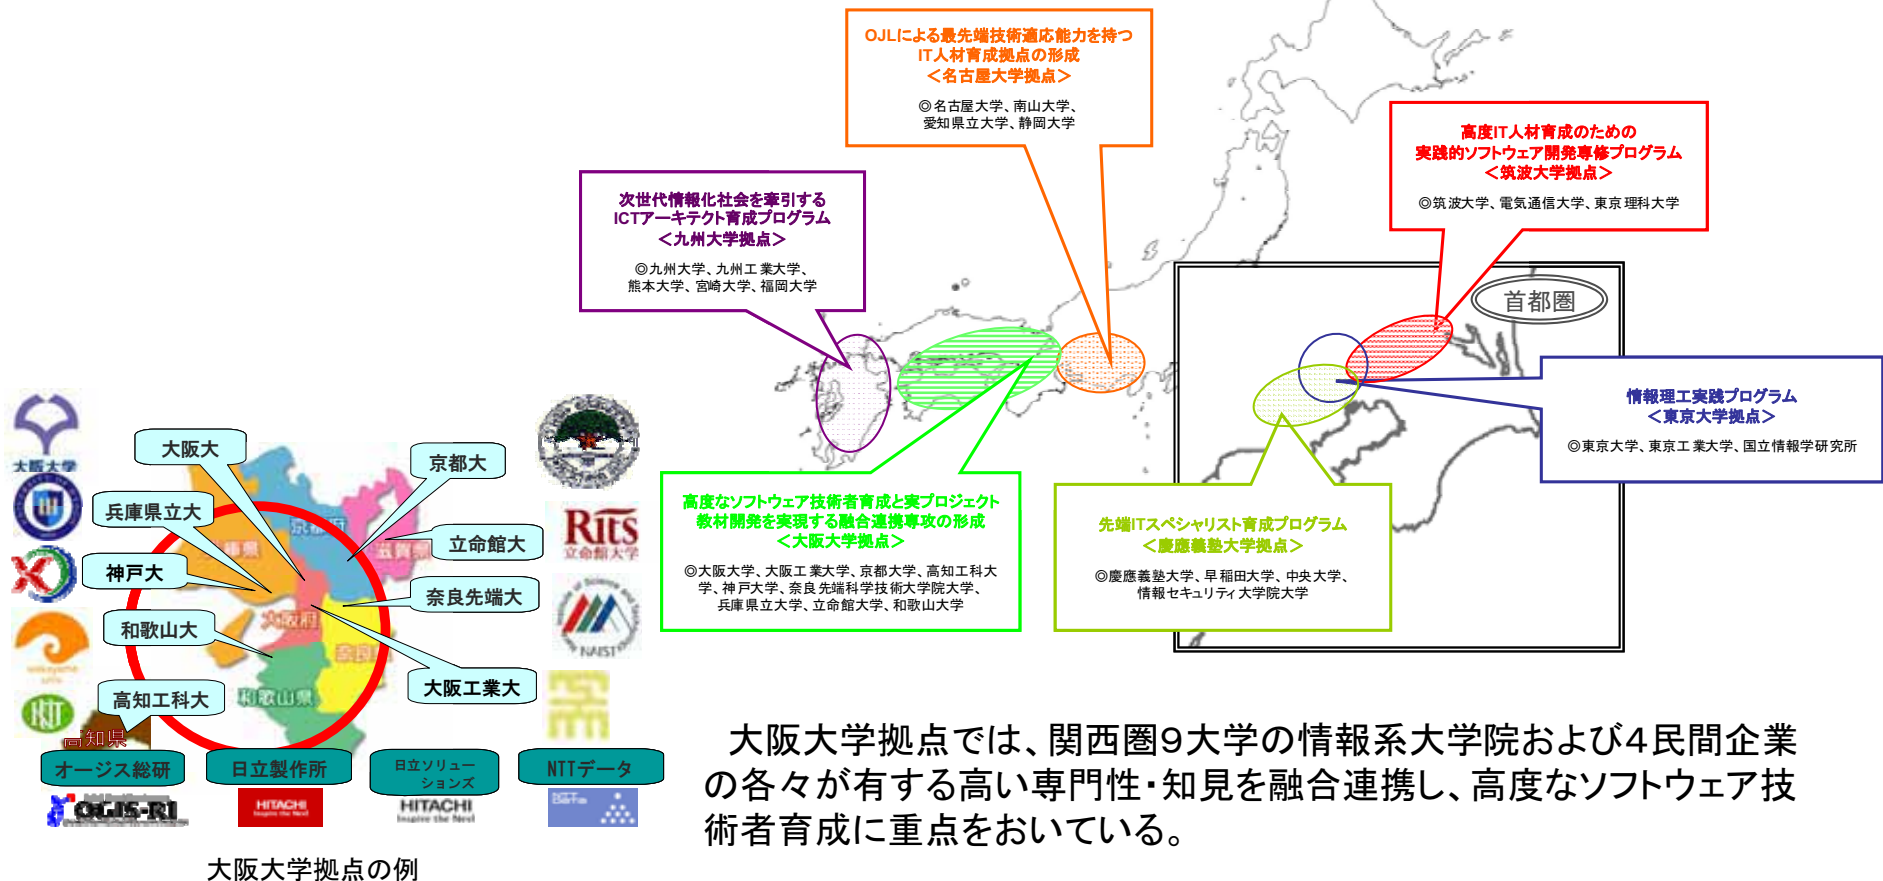 OJLによる最先端技術適応能力を持つ
IT人材育成拠点の形成
＜名古屋大学拠点＞
◎名古屋大学、南山大学、
愛知県立大学、静岡大学
高度IT人材育成のための
実践的ソフトウェア開発専修プログラム
＜筑波大学拠点＞
◎筑波大学、電気通信大学、東京理科大学
次世代情報化社会を牽引する
ICTアーキテクト育成プログラム
＜九州大学拠点＞
◎九州大学、九州工業大学、
熊本大学、宮崎大学、福岡大学
首都圏
情報理工実践プログラム
＜東京大学拠点＞
◎東京大学、東京工業大学、国立情報学研究所
高度なソフトウェア技術者育成と実プロジェクト
教材開発を実現する融合連携専攻の形成
＜大阪大学拠点＞
◎大阪大学、大阪工業大学、京都大学、高知工科大
学、神戸大学、奈良先端科学技術大学院大学、
兵庫県立大学、立命館大学、和歌山大学
先端ITスペシャリスト育成プログラム
＜慶應義塾大学拠点＞
◎慶應義塾大学、早稲田大学、中央大学、
情報セキュリティ大学院大学
大阪大学
大阪大
京都大
兵庫県立大
立命館大
神戸大
奈良先端大
和歌山大
大阪工業大
高知工科大
京都府
滋賀県
大阪府
和歌山県
高知県
Rits
立命館大学
NAIST
オージス総研
日立製作所
日立ソリュー
ションズ
NTTデータ
OGIS-RI
HITACHI
Inspire the Next
HITACHI
Inspire the Next
大阪大学拠点の例
大阪大学拠点では、関西圏9大学の情報系大学院および4民間企業
の各々が有する高い専門性・知見を融合連携し、高度なソフトウェア技
術者育成に重点をおいている。